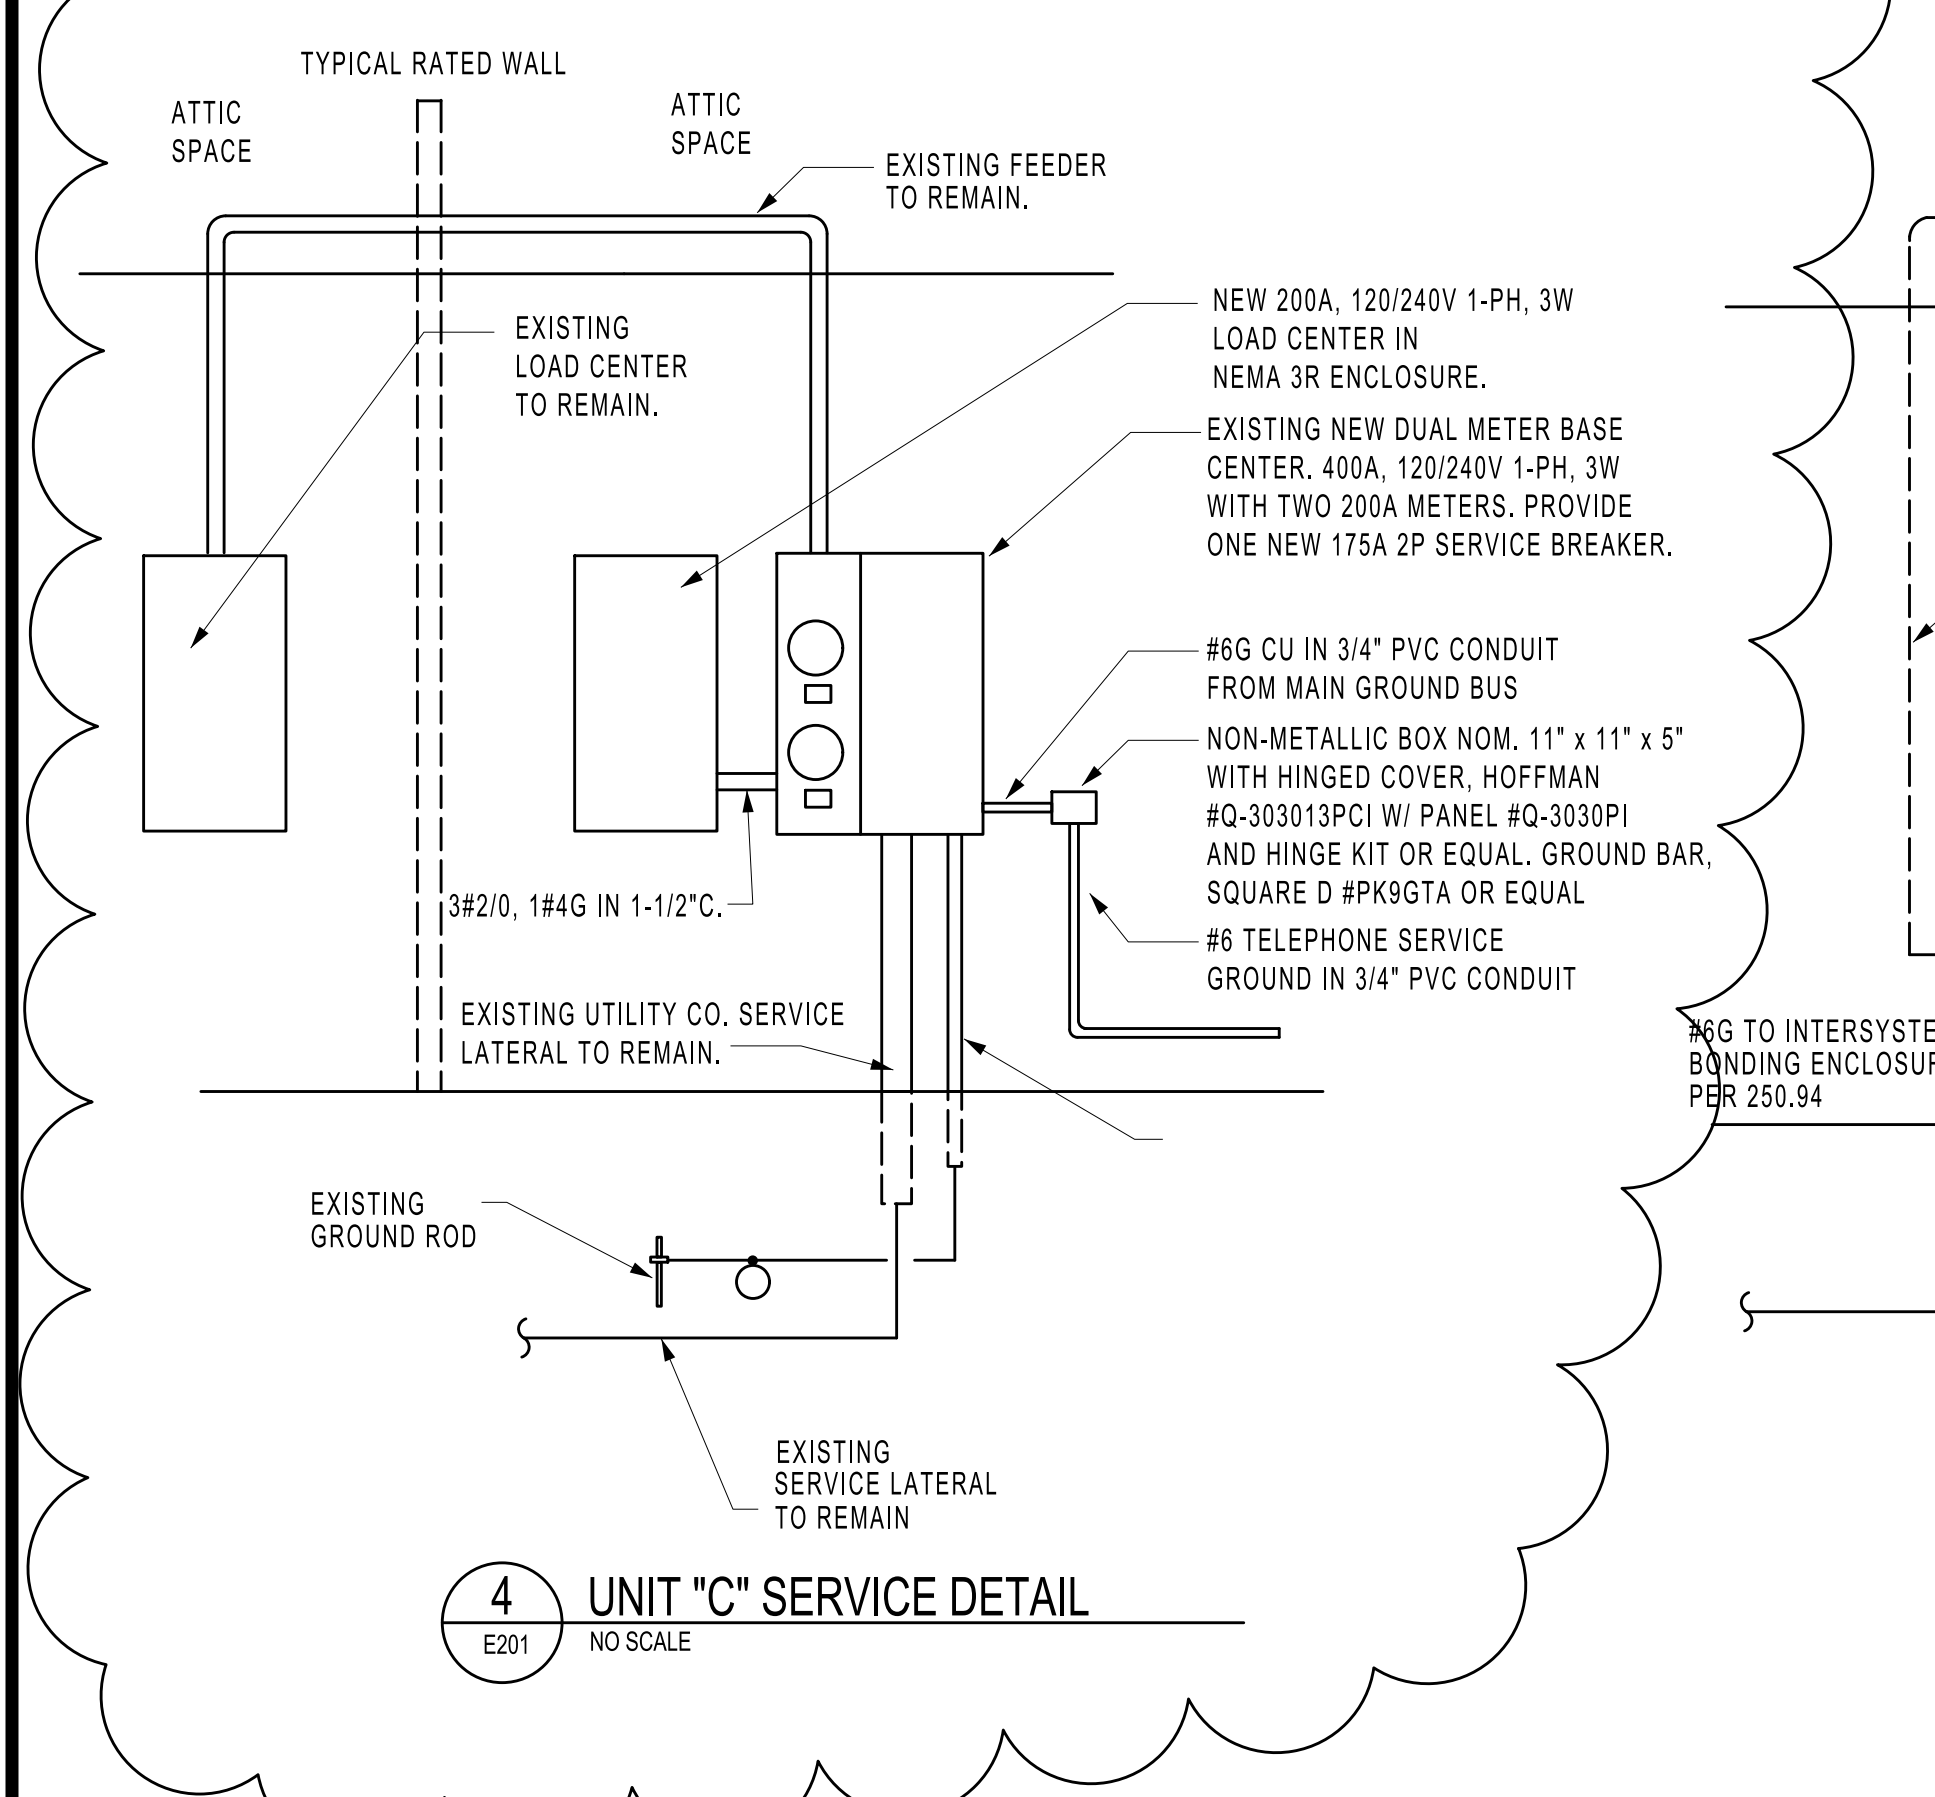 TYPICAL RATED WALL
ATTIC
SPACE
ATTIC
SPACE
EXISTING FEEDER
TO REMAIN.
EXISTING
LOAD CENTER
TO REMAIN.
NEW 200A, 120/240V 1-PH, 3W
LOAD CENTER IN
NEMA 3R ENCLOSURE.
EXISTING NEW DUAL METER BASE
CENTER. 400A, 120/240V 1-PH, 3W
WITH TWO 200A METERS. PROVIDE
ONE NEW 175A 2P SERVICE BREAKER.
#6G CU IN 3/4" PVC CONDUIT
FROM MAIN GROUND BUS
NON-METALLIC BOX NOM. 11" x 11" x 5"
WITH HINGED COVER, HOFFMAN
#Q-303013PCI W/ PANEL #Q-3030PI
AND HINGE KIT OR EQUAL. GROUND BAR,
SQUARE D #PK9GTA OR EQUAL
3#2/0, 1#4G IN 1-1/2"C.
#6 TELEPHONE SERVICE
GROUND IN 3/4" PVC CONDUIT
EXISTING UTILITY CO. SERVICE
LATERAL TO REMAIN.
#6G TO INTERSYSTE
BONDING ENCLOSUR
PER 250.94
EXISTING
GROUND ROD
EXISTING
SERVICE LATERAL
TO REMAIN
4
E201
UNIT "C" SERVICE DETAIL
NO SCALE